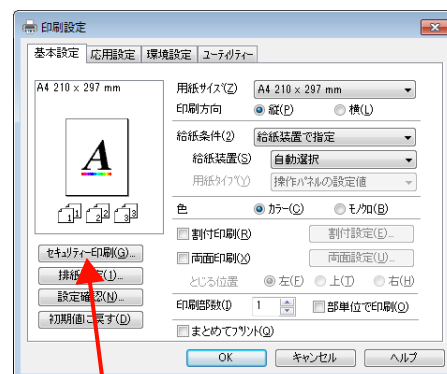 印刷設定
基本設定 応用設定 環境設定 ユーティリティー
A4 210 x 297 mm
A
1 1 2 2 3 3
セキュリティー印刷(G)...
排紙 定(1)...
設定確認(N)...
初期値に戻す(D)
用紙サイズ(Z) A4 210 x 297 mm
印刷方向 縦(P) 横(L)
給紙条件(2) 給紙装置で指定
給紙装置(S) 自動選択
用紙タイプ(Y) 操作パネルの設定値
色 カラー(C) モノクロ(B)
割付印刷(R) 割付設定(E)...
両面印刷(X) 両面設定(U)...
とじる位置 左(F) 上(T) 右(H)
印刷部数(I) 1 部単位で印刷(O)
まとめてプリント(Q)
OK キャンセル ヘルプ